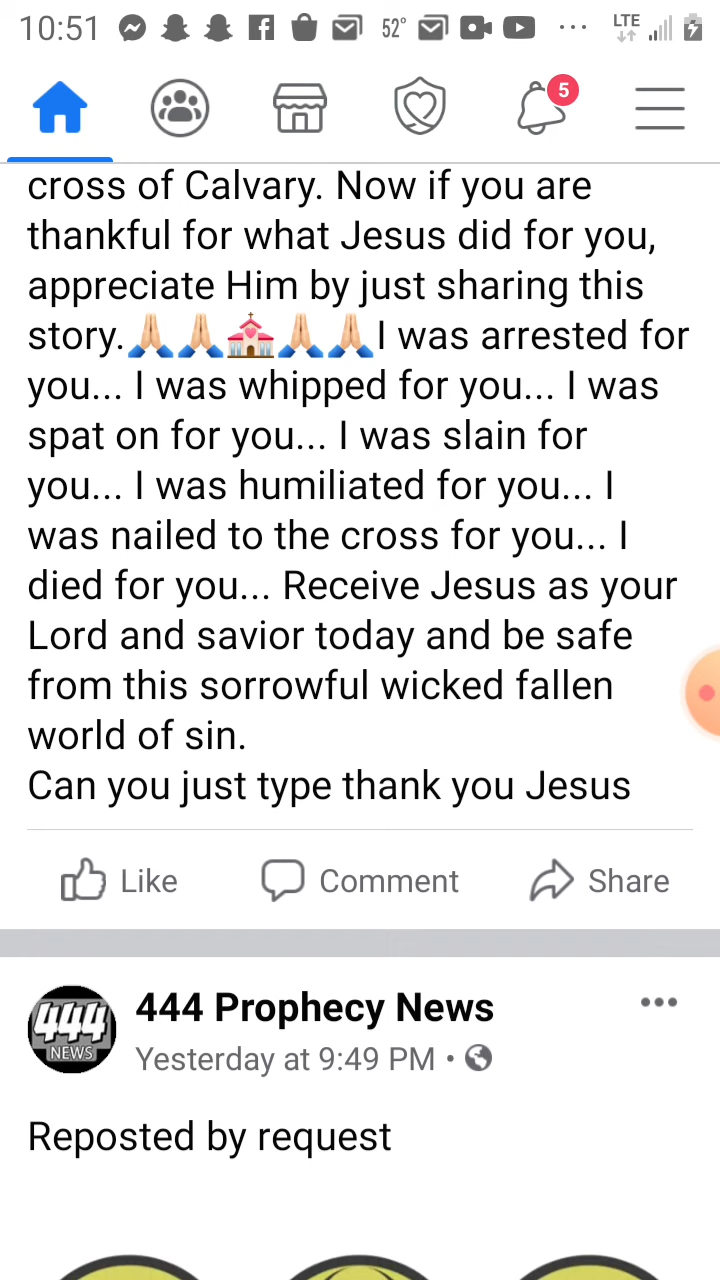 10:51 52° ... LTE
5
cross of Calvary. Now if you are
thankful for what Jesus did for you,
appreciate Him by just sharing this
story.🙏🏻🙏🏻💒🙏🏻🙏🏻I was arrested for
you... I was whipped for you... I was
spat on for you... I was slain for
you... I was humiliated for you... I
was nailed to the cross for you... I
died for you... Receive Jesus as your
Lord and savior today and be safe
from this sorrowful wicked fallen
world of sin.
Can you just type thank you Jesus
Like Comment Share
444
NEWS
444 Prophecy News
Yesterday at 9:49 PM •
Reposted by request